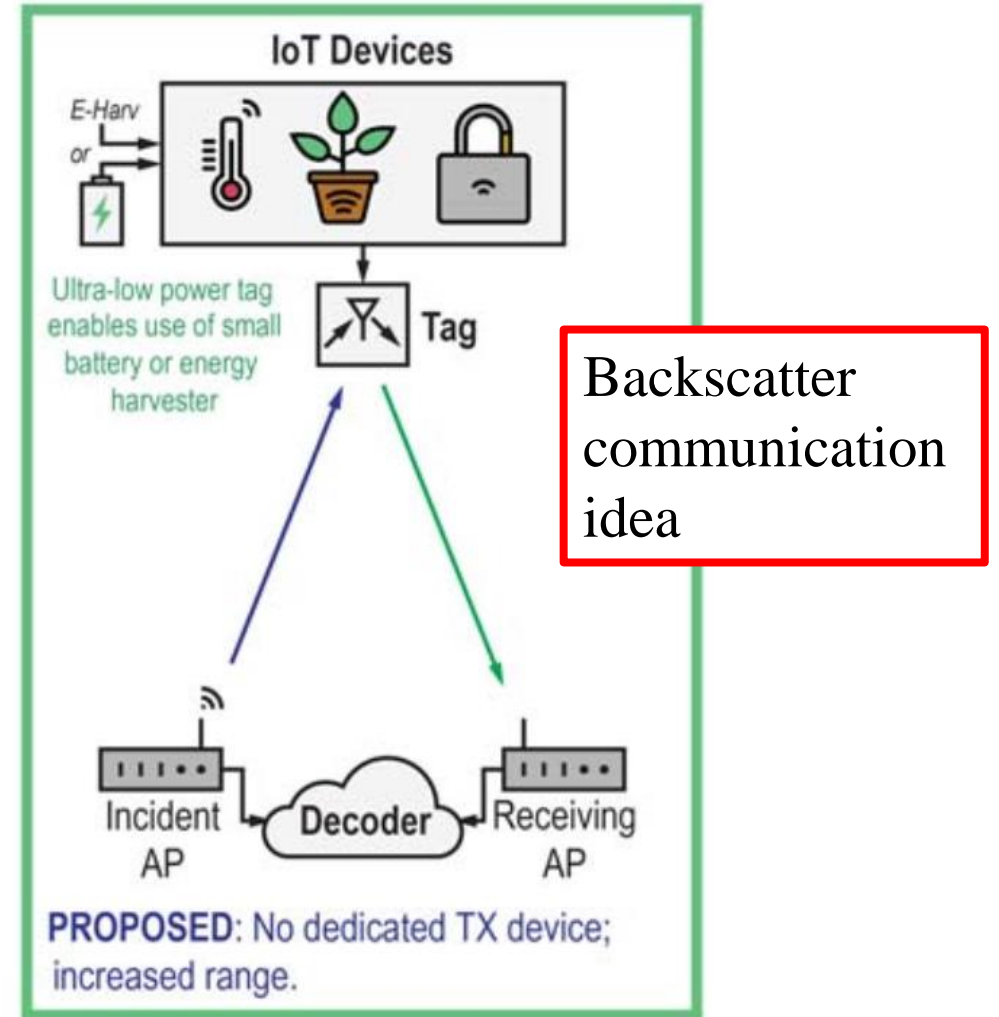 IoT Devices
E-Harv
or
Ultra-low power tag
enables use of small
battery or energy
harvester
Tag
Backscatter
communication
idea
Incident
AP
Decoder
Receiving
AP
PROPOSED: No dedicated TX device;
increased range.